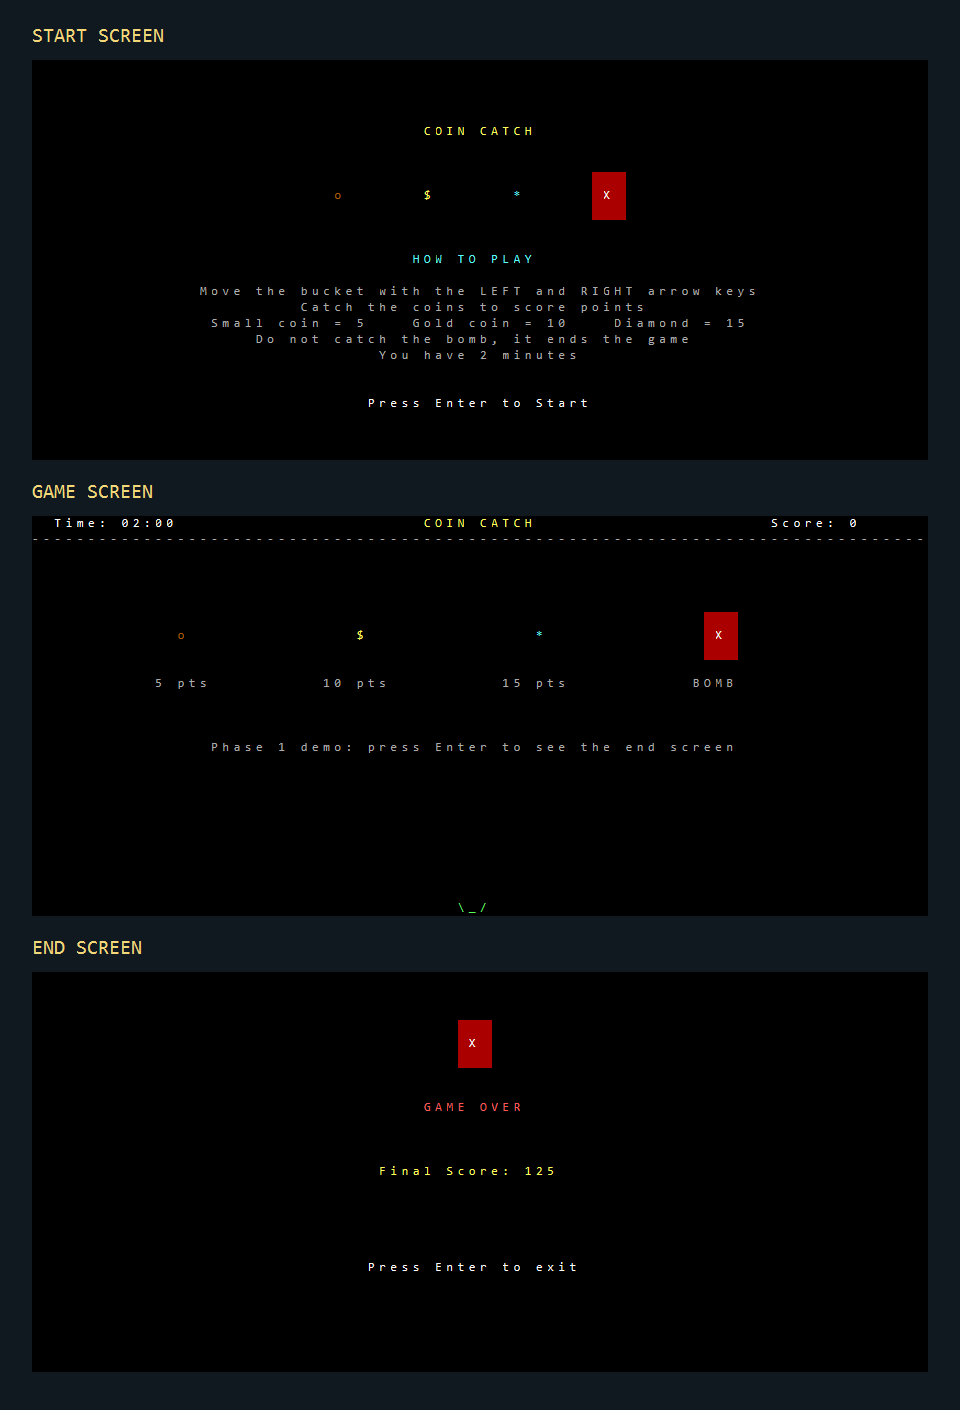 START SCREEN
COIN CATCH
o $ * X
HOW TO PLAY
Move the bucket with the LEFT and RIGHT arrow keys
Catch the coins to score points
Small coin = 5    Gold coin = 10    Diamond = 15
Do not catch the bomb, it ends the game
You have 2 minutes
Press Enter to Start
GAME SCREEN
Time: 02:00 COIN CATCH Score: 0
--------------------------------------------------------------------------------
o $ * X
5 pts 10 pts 15 pts BOMB
Phase 1 demo: press Enter to see the end screen
\_/
END SCREEN
X
GAME OVER
Final Score: 125
Press Enter to exit